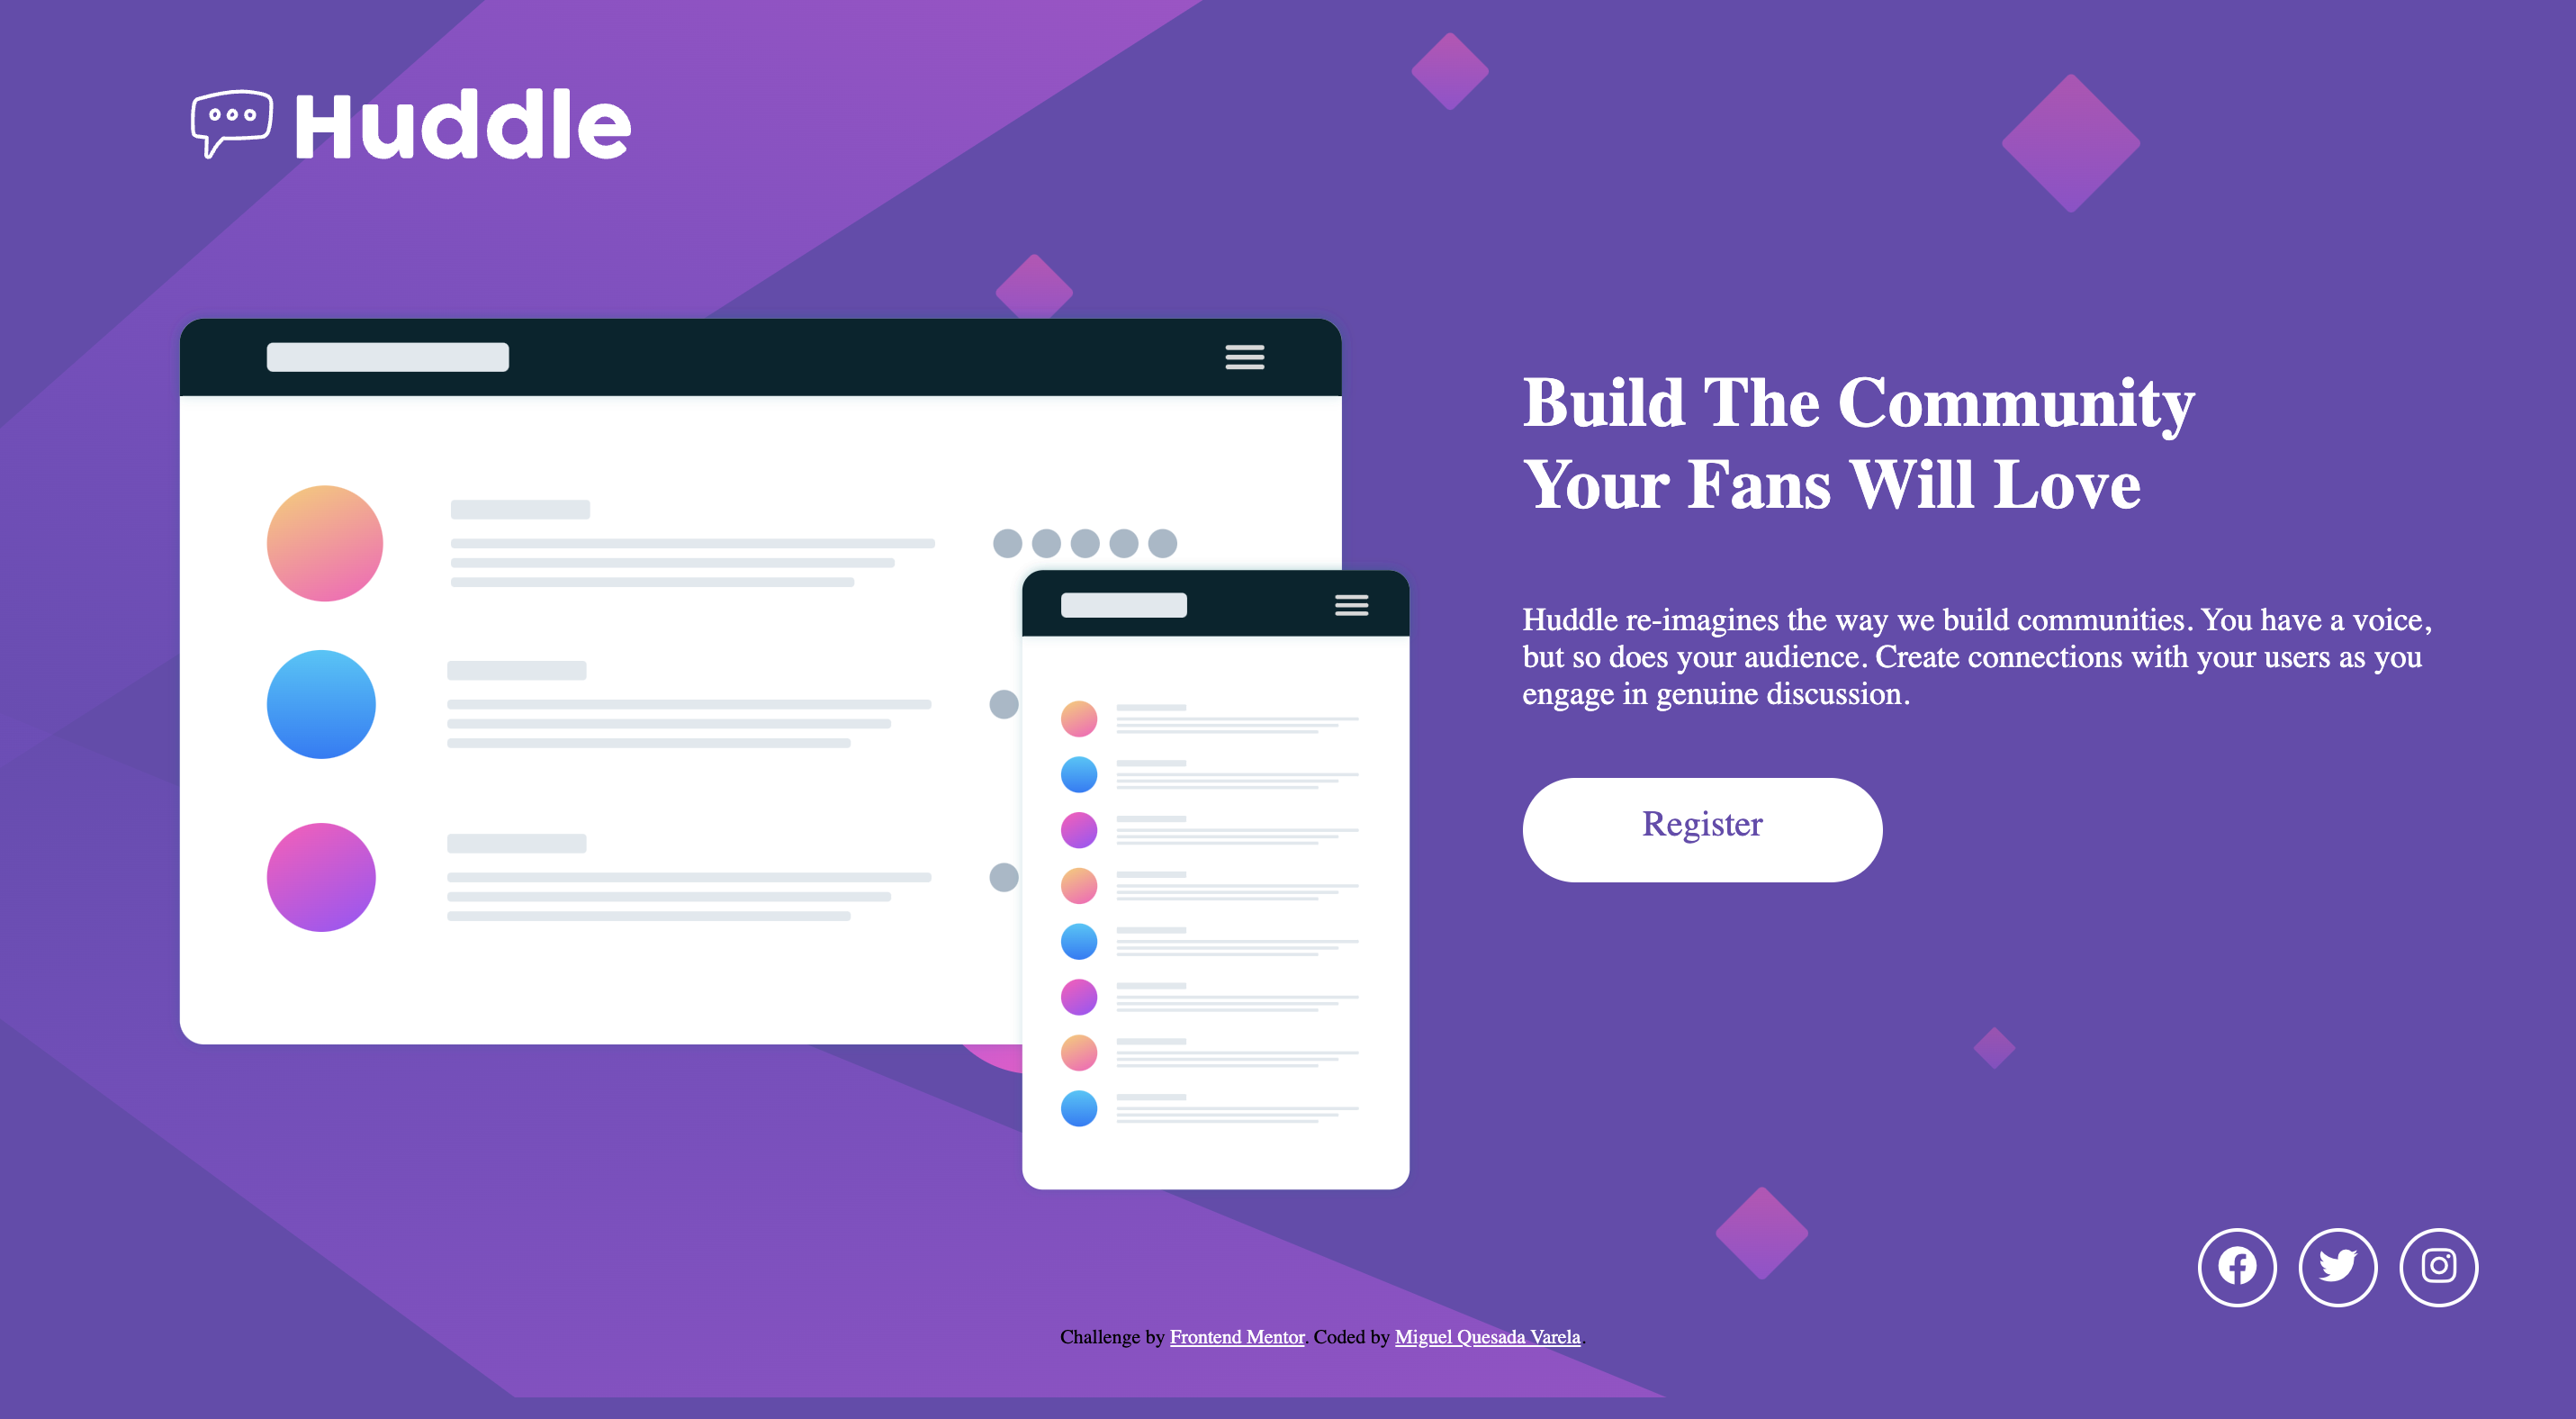 Huddle
Build The Community
Your Fans Will Love
Huddle re-imagines the way we build communities. You have a voice,
but so does your audience. Create connections with your users as you
engage in genuine discussion.
Register
Challenge by Frontend Mentor. Coded by Miguel Quesada Varela.